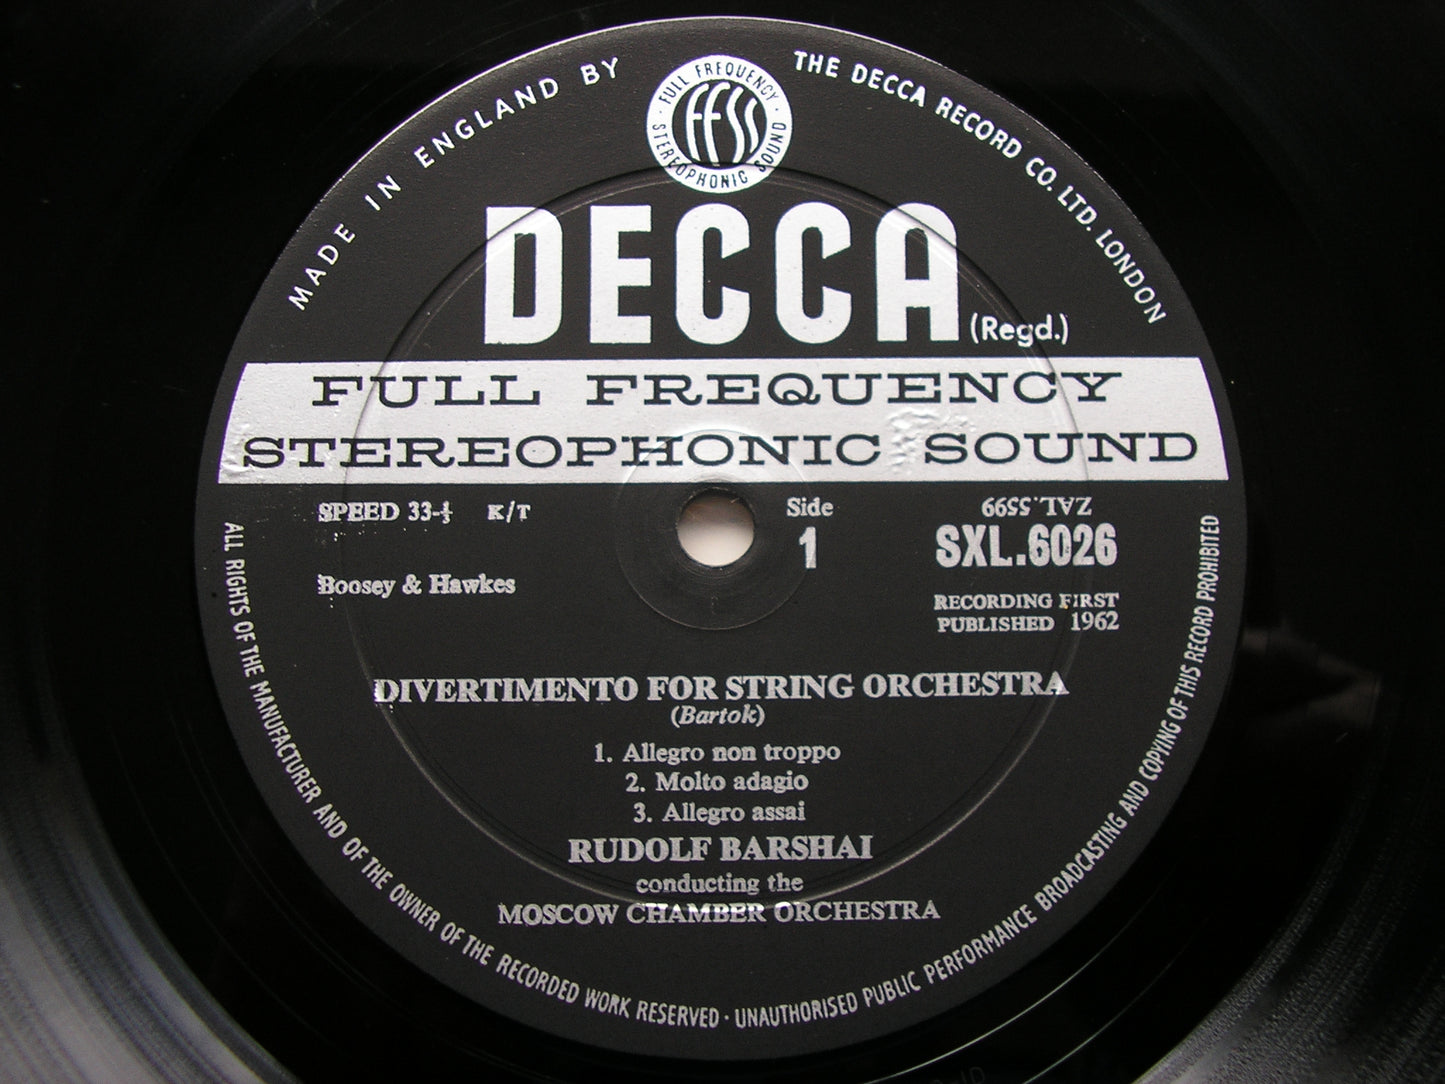 MADE IN ENGLAND BY
THE DECCA RECORD CO. LTD. LONDON
· FULL FREQUENCY ·
STEREOPHONIC SOUND
FFSS
DECCA
(Regd.)
FULL FREQUENCY
STEREOPHONIC SOUND
SPEED 33-⅓ K/T
Side
1
ZAL.5599
SXL.6026
Boosey & Hawkes
RECORDING FIRST
PUBLISHED 1962
DIVERTIMENTO FOR STRING ORCHESTRA
(Bartok)
1. Allegro non troppo
2. Molto adagio
3. Allegro assai
RUDOLF BARSHAI
conducting the
MOSCOW CHAMBER ORCHESTRA
ALL RIGHTS OF THE MANUFACTURER AND OF THE OWNER OF THE RECORDED WORK RESERVED · UNAUTHORISED PUBLIC PERFORMANCE BROADCASTING AND COPYING OF THIS RECORD PROHIBITED